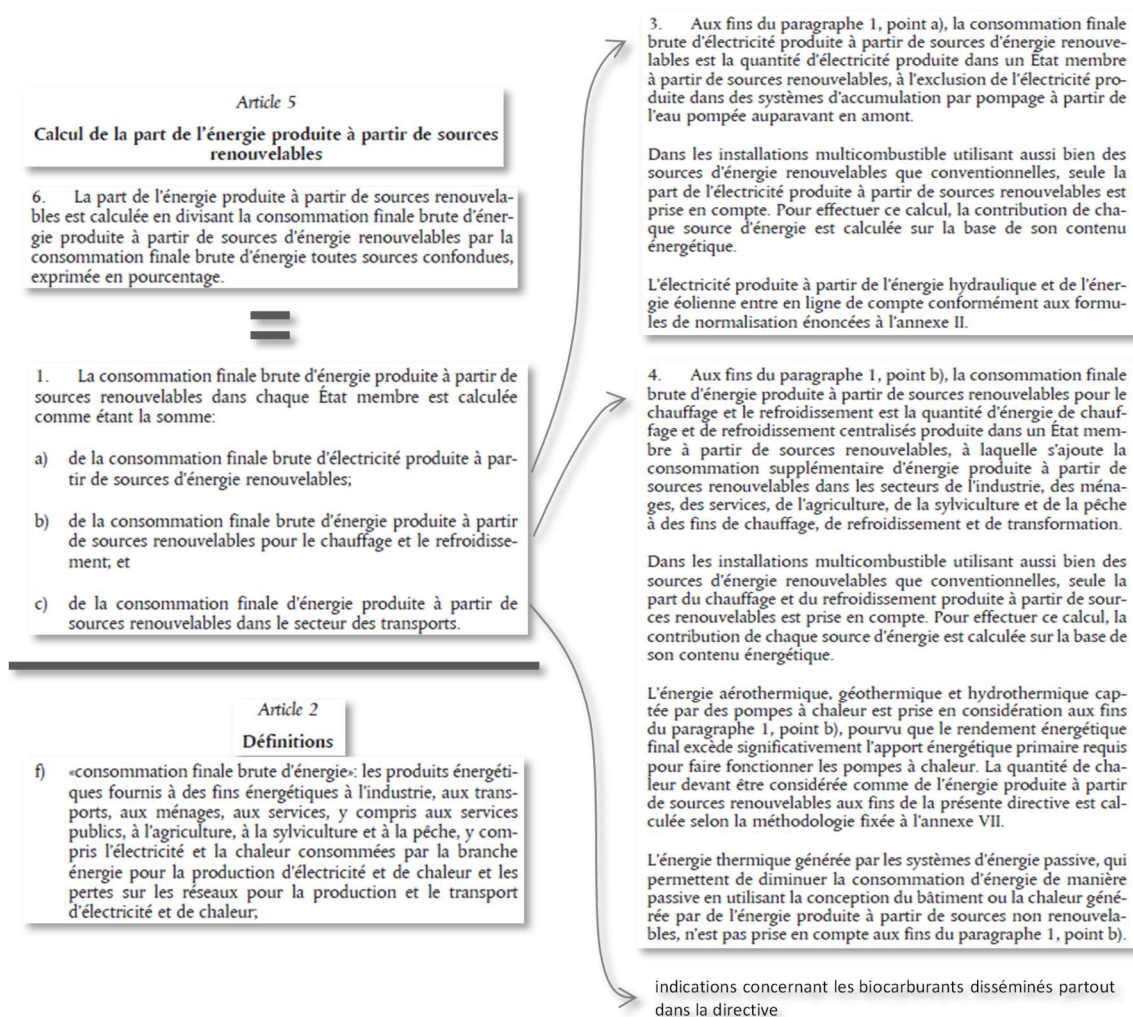 Article 5
Calcul de la part de l'énergie produite à partir de sources
renouvelables
6. La part de l'énergie produite à partir de sources renouvela-
bles est calculée en divisant la consommation finale brute d'éner-
gie produite à partir de sources d'énergie renouvelables par la
consommation finale brute d'énergie toutes sources confondues,
exprimée en pourcentage.
=
1. La consommation finale brute d'énergie produite à partir de
sources renouvelables dans chaque État membre est calculée
comme étant la somme:
a) de la consommation finale brute d'électricité produite à par-
tir de sources d'énergie renouvelables;
b) de la consommation finale brute d'énergie produite à partir
de sources renouvelables pour le chauffage et le refroidisse-
ment; et
c) de la consommation finale d'énergie produite à partir de
sources renouvelables dans le secteur des transports.
Article 2
Définitions
f) «consommation finale brute d'énergie»: les produits énergéti-
ques fournis à des fins énergétiques à l'industrie, aux trans-
ports, aux ménages, aux services, y compris aux services
publics, à l'agriculture, à la sylviculture et à la pêche, y com-
pris l'électricité et la chaleur consommées par la branche
énergie pour la production d'électricité et de chaleur et les
pertes sur les réseaux pour la production et le transport
d'électricité et de chaleur;
3. Aux fins du paragraphe 1, point a), la consommation finale
brute d'électricité produite à partir de sources d'énergie renouve-
lables est la quantité d'électricité produite dans un État membre
à partir de sources renouvelables, à l'exclusion de l'électricité pro-
duite dans des systèmes d'accumulation par pompage à partir de
l'eau pompée auparavant en amont.
Dans les installations multicombustible utilisant aussi bien des
sources d'énergie renouvelables que conventionnelles, seule la
part de l'électricité produite à partir de sources renouvelables est
prise en compte. Pour effectuer ce calcul, la contribution de cha-
que source d'énergie est calculée sur la base de son contenu
énergétique.
L'électricité produite à partir de l'énergie hydraulique et de l'éner-
gie éolienne entre en ligne de compte conformément aux formu-
les de normalisation énoncées à l'annexe II.
4. Aux fins du paragraphe 1, point b), la consommation finale
brute d'énergie produite à partir de sources renouvelables pour le
chauffage et le refroidissement est la quantité d'énergie de chauf-
fage et de refroidissement centralisés produite dans un État mem-
bre à partir de sources renouvelables, à laquelle s'ajoute la
consommation supplémentaire d'énergie produite à partir de
sources renouvelables dans les secteurs de l'industrie, des ména-
ges, des services, de l'agriculture, de la sylviculture et de la pêche
à des fins de chauffage, de refroidissement et de transformation.
Dans les installations multicombustible utilisant aussi bien des
sources d'énergie renouvelables que conventionnelles, seule la
part du chauffage et du refroidissement produite à partir de sour-
ces renouvelables est prise en compte. Pour effectuer ce calcul, la
contribution de chaque source d'énergie est calculée sur la base de
son contenu énergétique.
L'énergie aérothermique, géothermique et hydrothermique cap-
tée par des pompes à chaleur est prise en considération aux fins
du paragraphe 1, point b), pourvu que le rendement énergétique
final excède significativement l'apport énergétique primaire requis
pour faire fonctionner les pompes à chaleur. La quantité de cha-
leur devant être considérée comme de l'énergie produite à partir
de sources renouvelables aux fins de la présente directive est cal-
culée selon la méthodologie fixée à l'annexe VII.
L'énergie thermique générée par les systèmes d'énergie passive, qui
permettent de diminuer la consommation d'énergie de manière
passive en utilisant la conception du bâtiment ou la chaleur géné-
rée par de l'énergie produite à partir de sources non renouvela-
bles, n'est pas prise en compte aux fins du paragraphe 1, point b).
indications concernant les biocarburants disséminés partout
dans la directive